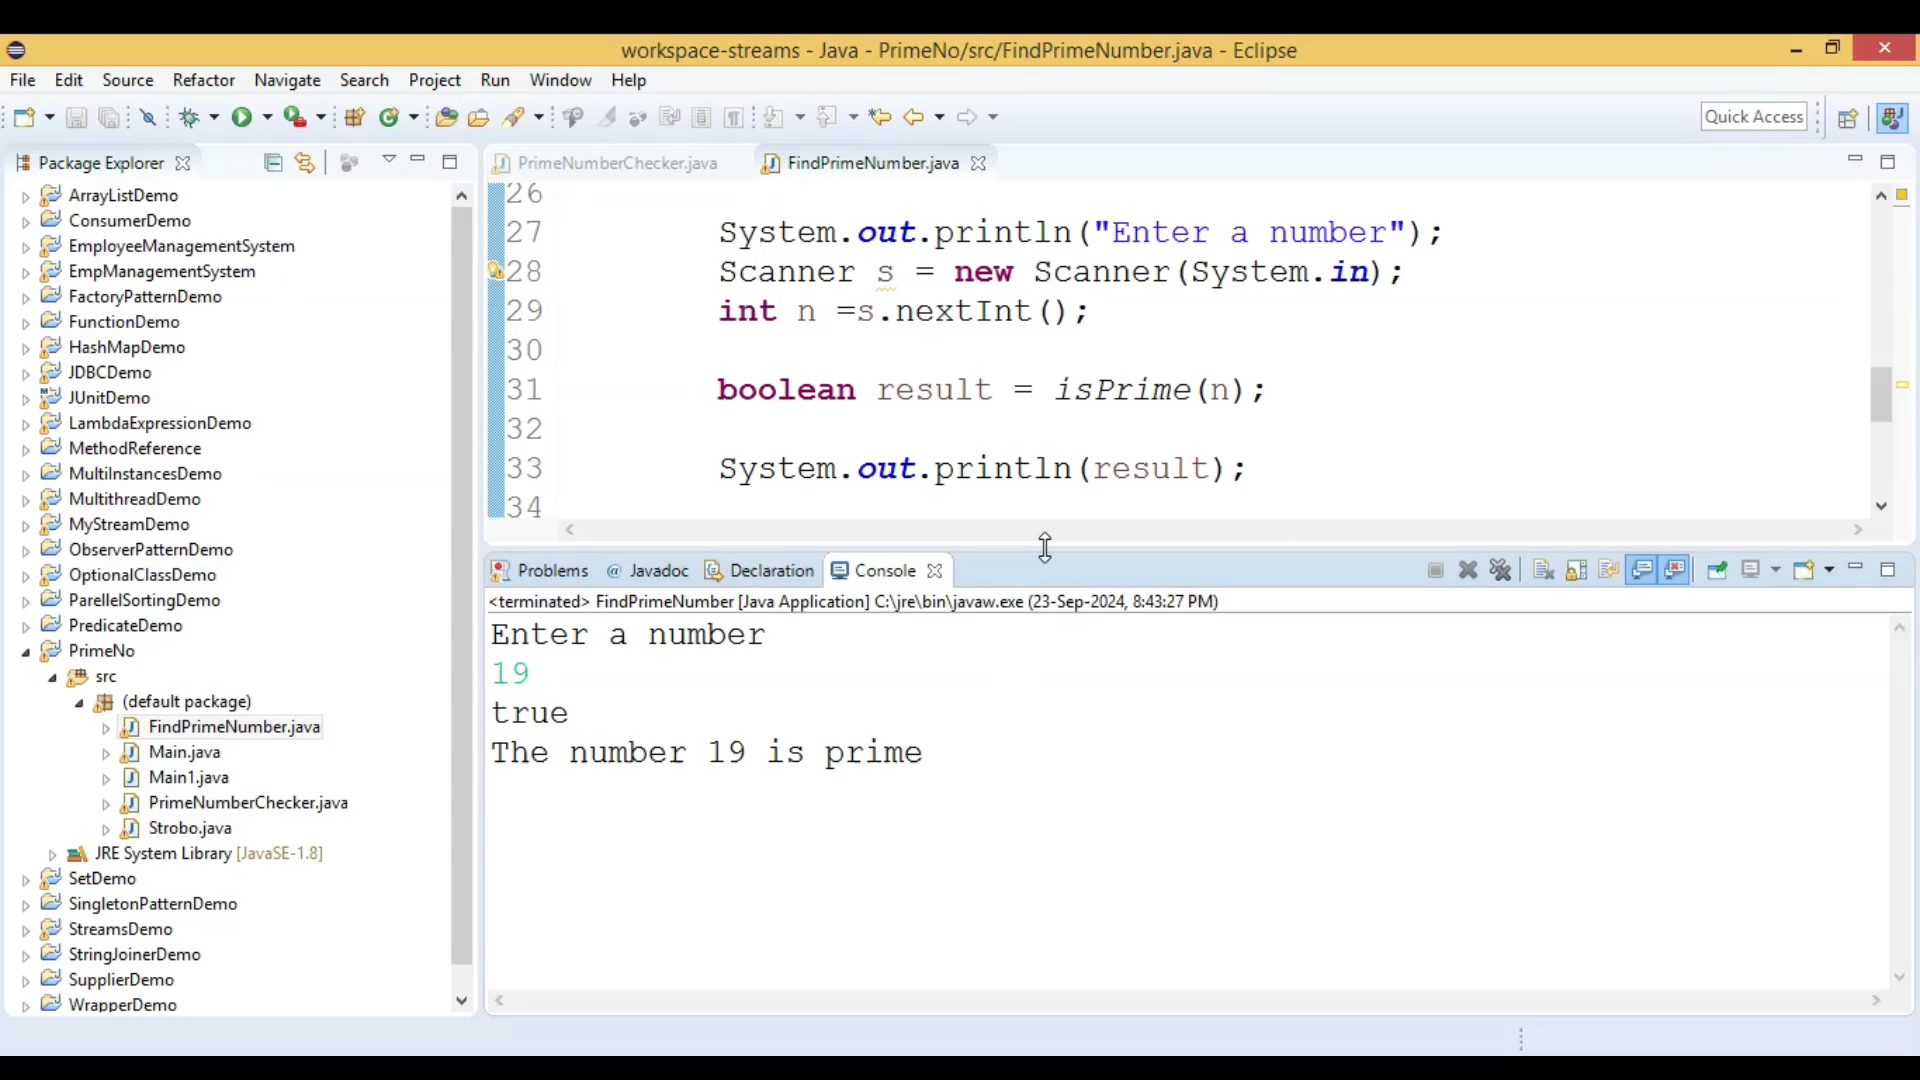 workspace-streams - Java - PrimeNo/src/FindPrimeNumber.java - Eclipse
File Edit Source Refactor Navigate Search Project Run Window Help
Quick Access
Package Explorer
ArrayListDemo
ConsumerDemo
EmployeeManagementSystem
EmpManagementSystem
FactoryPatternDemo
FunctionDemo
HashMapDemo
JDBCDemo
JUnitDemo
LambdaExpressionDemo
MethodReference
MultiInstancesDemo
MultithreadDemo
MyStreamDemo
ObserverPatternDemo
OptionalClassDemo
ParellelSortingDemo
PredicateDemo
PrimeNo
src
(default package)
FindPrimeNumber.java
Main.java
Main1.java
PrimeNumberChecker.java
Strobo.java
JRE System Library [JavaSE-1.8]
SetDemo
SingletonPatternDemo
StreamsDemo
StringJoinerDemo
SupplierDemo
WrapperDemo
PrimeNumberChecker.java FindPrimeNumber.java
26
27 System.out.println("Enter a number");
28 Scanner s = new Scanner(System.in);
29 int n =s.nextInt();
30
31 boolean result = isPrime(n);
32
33 System.out.println(result);
34
Problems @ Javadoc Declaration Console
<terminated> FindPrimeNumber [Java Application] C:\jre\bin\javaw.exe (23-Sep-2024, 8:43:27 PM)
Enter a number
19
true
The number 19 is prime